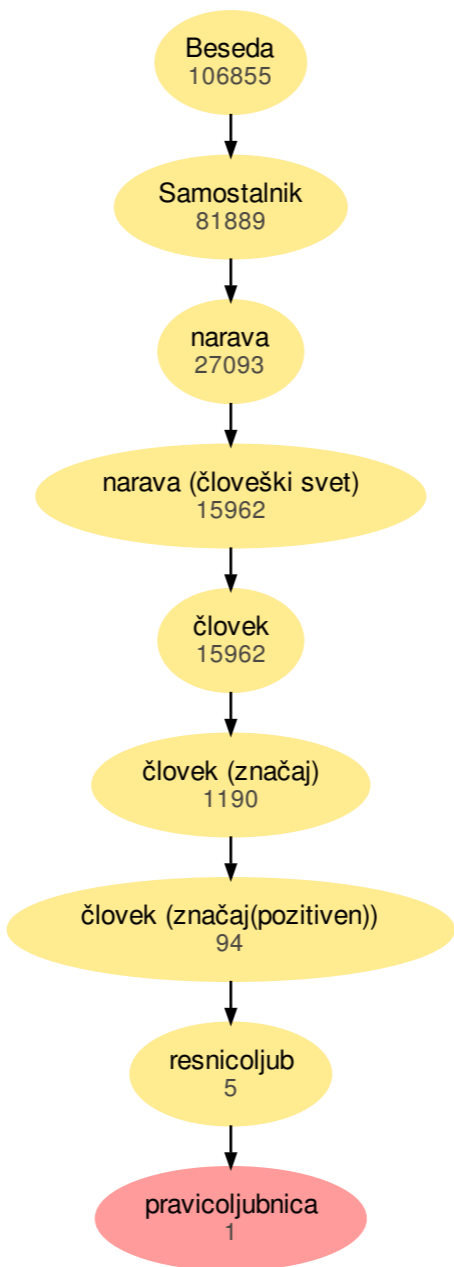 Beseda
106855
Samostalnik
81889
narava
27093
narava (človeški svet)
15962
človek
15962
človek (značaj)
1190
človek (značaj(pozitiven))
94
resnicoljub
5
pravicoljubnica
1